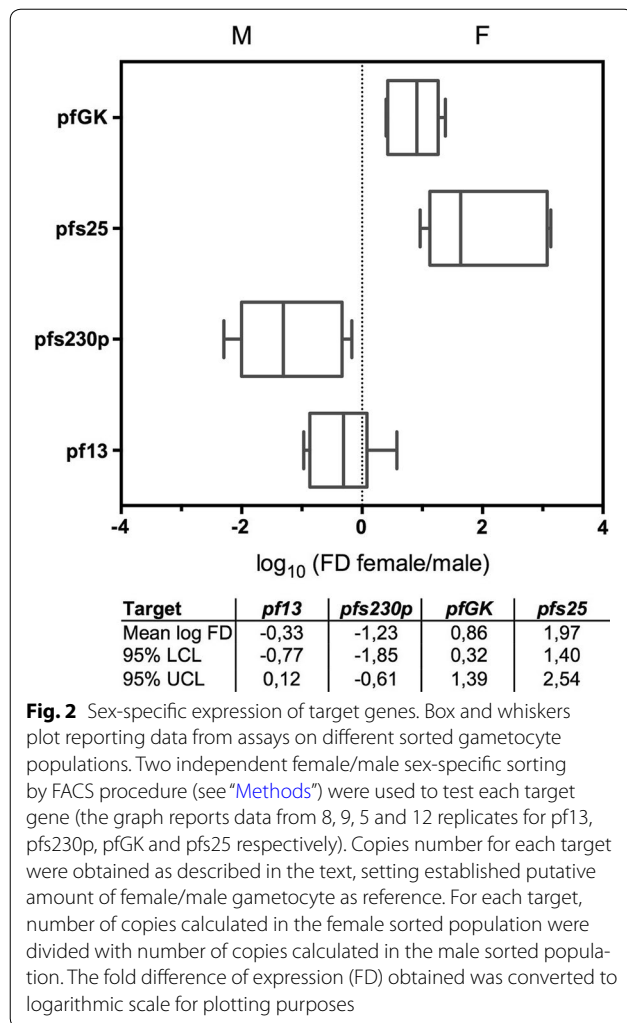 M F
pfGK
pfs25
pfs230p
pf13
-4 -2 0 2 4
log10 (FD female/male)
Target pf13 pfs230p pfGK pfs25
Mean log FD -0,33 -1,23 0,86 1,97
95% LCL -0,77 -1,85 0,32 1,40
95% UCL 0,12 -0,61 1,39 2,54
Fig. 2 Sex-specific expression of target genes. Box and whiskers
plot reporting data from assays on different sorted gametocyte
populations. Two independent female/male sex-specific sorting
by FACS procedure (see “Methods”) were used to test each target
gene (the graph reports data from 8, 9, 5 and 12 replicates for pf13,
pfs230p, pfGK and pfs25 respectively). Copies number for each target
were obtained as described in the text, setting established putative
amount of female/male gametocyte as reference. For each target,
number of copies calculated in the female sorted population were
divided with number of copies calculated in the male sorted popula-
tion. The fold difference of expression (FD) obtained was converted to
logarithmic scale for plotting purposes